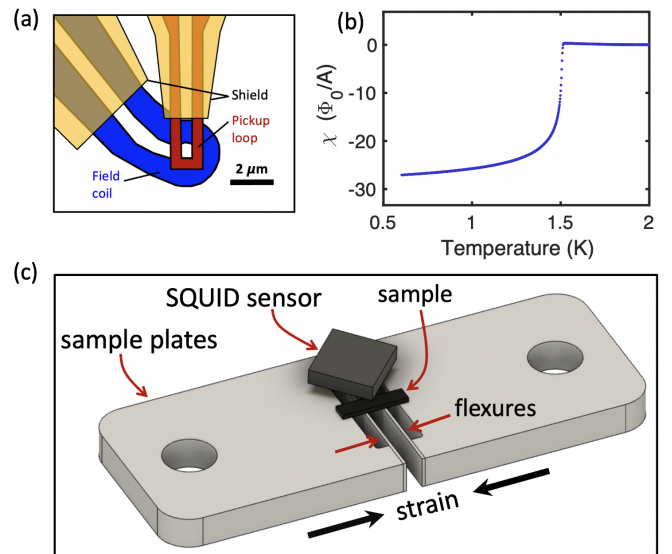 (a)
Shield
Pickup
loop
Field
coil
2 μm
(b)
χ (Φ₀/A)
0
-10
-20
-30
0.5
1
1.5
2
Temperature (K)
(c)
SQUID sensor
sample
sample plates
flexures
strain